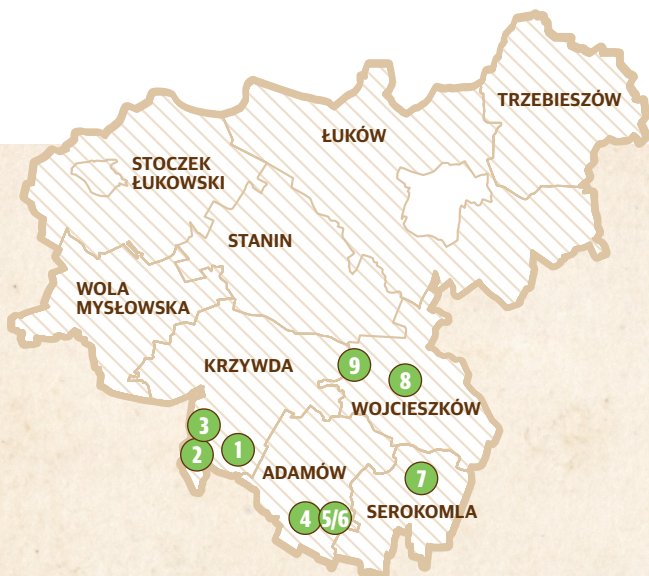 TRZEBIESZÓW
ŁUKÓW
STOCZEK
ŁUKOWSKI
STANIN
WOLA
MYSŁOWSKA
KRZYWDA
9
8
WOJCIESZKÓW
3
2
1
ADAMÓW
7
4
5/6
SEROKOMLA